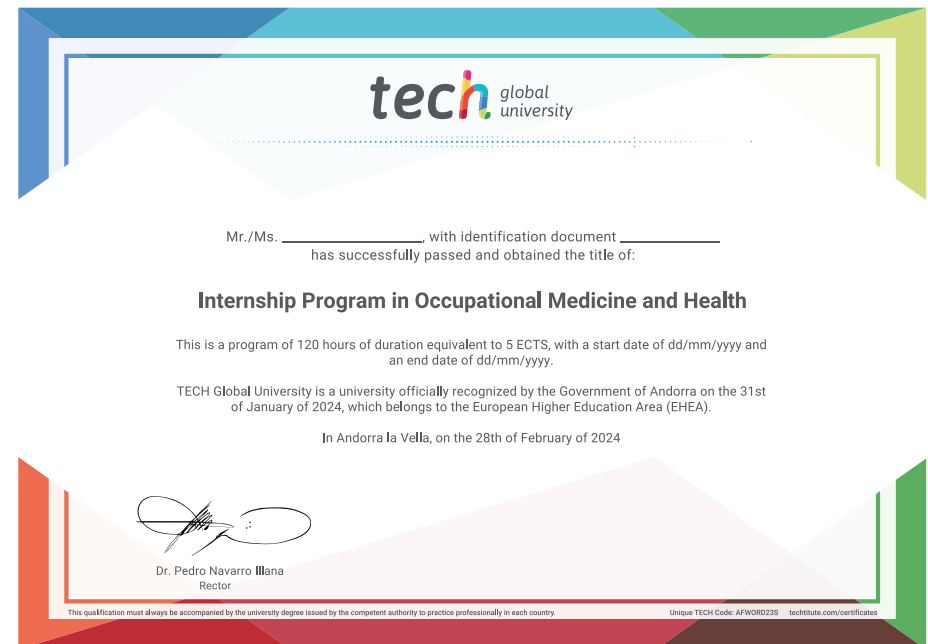 tech global
university
Mr./Ms. ____________, with identification document ____________
has successfully passed and obtained the title of:
Internship Program in Occupational Medicine and Health
This is a program of 120 hours of duration equivalent to 5 ECTS, with a start date of dd/mm/yyyy and
an end date of dd/mm/yyyy.
TECH Global University is a university officially recognized by the Government of Andorra on the 31st
of January of 2024, which belongs to the European Higher Education Area (EHEA).
In Andorra la Vella, on the 28th of February of 2024
Dr. Pedro Navarro Illana
Rector
This qualification must always be accompanied by the university degree issued by the competent authority to practice professionally in each country.
Unique TECH Code: AFWORD23S techtitute.com/certificates